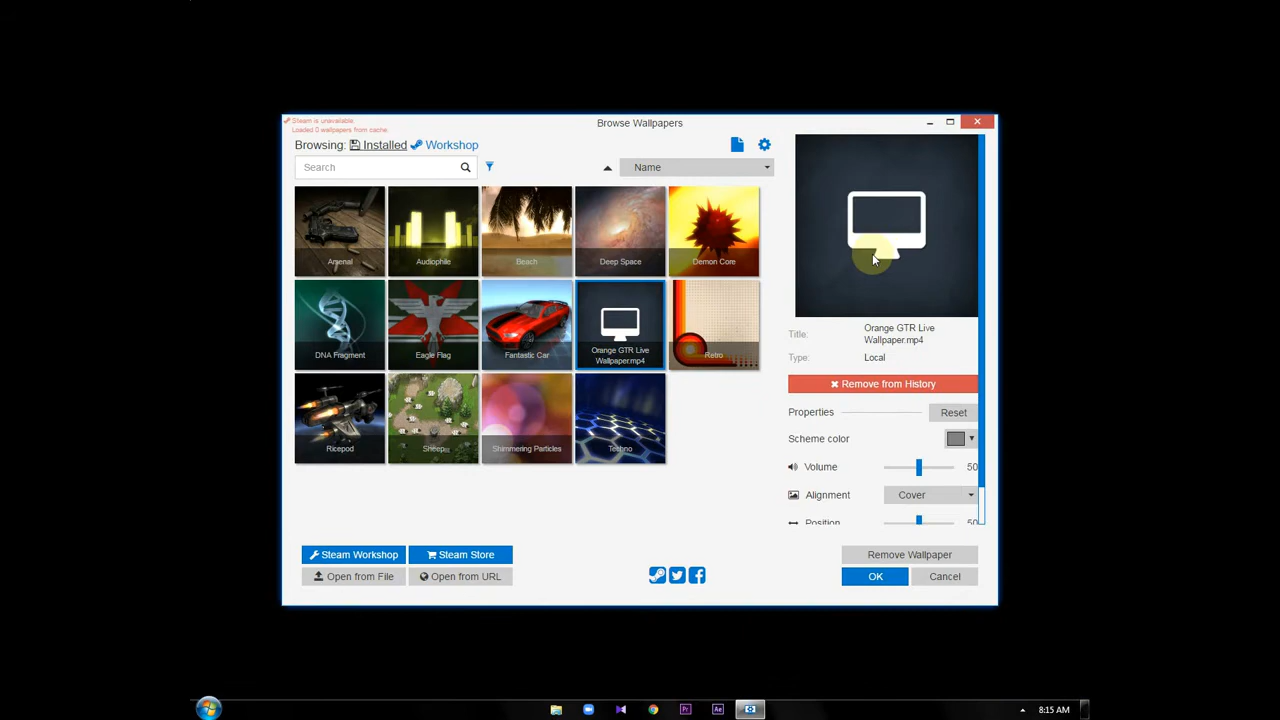 Steam is unavailable.
Loaded 0 wallpapers from cache.
Browse Wallpapers
Browsing: Installed Workshop
Search
Name
Arsenal
Audiophile
Beach
Deep Space
Demon Core
DNA Fragment
Eagle Flag
Fantastic Car
Orange GTR Live
Wallpaper.mp4
Retro
Ricepod
Sheep
Shimmering Particles
Techno
Title: Orange GTR Live
Wallpaper.mp4
Type: Local
Remove from History
Properties Reset
Scheme color
Volume 50
Alignment Cover
Position 50
Steam Workshop Steam Store
Open from File Open from URL
Remove Wallpaper
OK Cancel
Pr Ae 8:15 AM